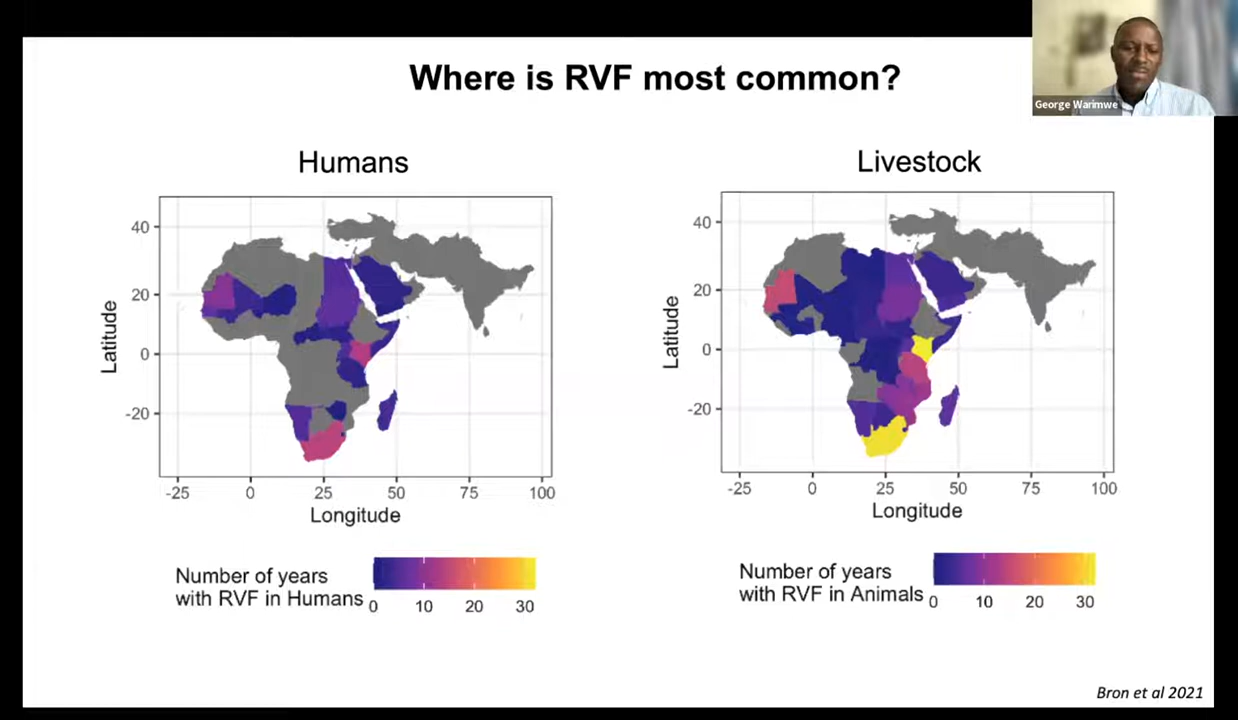 Where is RVF most common?
George Warimwe
Humans
40
20
0
-20
Latitude
-25 0 25 50 75 100
Longitude
Number of years
with RVF in Humans
0 10 20 30
Livestock
40
20
0
-20
Latitude
-25 0 25 50 75 100
Longitude
Number of years
with RVF in Animals
0 10 20 30
Bron et al 2021